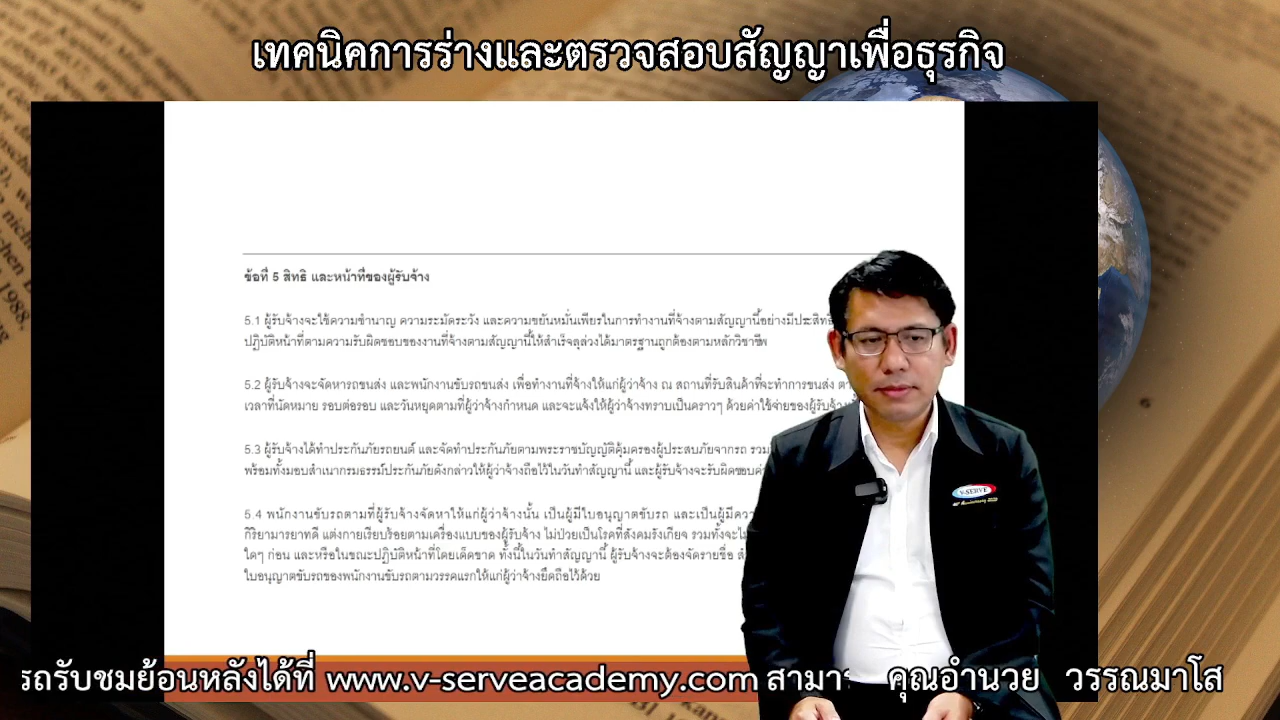 เทคนิคการร่างและตรวจสอบสัญญาเพื่อธุรกิจ
ข้อที่ 5 สิทธิ และหน้าที่ของผู้รับจ้าง
5.1 ผู้รับจ้างจะใช้ความชำนาญ ความระมัดระวัง และความขยันหมั่นเพียรในการทำงานที่จ้างตามสัญญานี้อย่างมีประสิทธิ
ปฏิบัติหน้าที่ตามความรับผิดชอบของงานที่จ้างตามสัญญานี้ให้สำเร็จลุล่วงได้มาตรฐานถูกต้องตามหลักวิชาชีพ
5.2 ผู้รับจ้างจะจัดหารถขนส่ง และพนักงานขับรถขนส่ง เพื่อทำงานที่จ้างให้แก่ผู้ว่าจ้าง ณ สถานที่รับสินค้าที่จะทำการขนส่ง
เวลาที่นัดหมาย รอบต่อรอบ และวันหยุดตามที่ผู้ว่าจ้างกำหนด และจะแจ้งให้ผู้ว่าจ้างทราบเป็นคราวๆ ด้วยค่าใช้จ่ายของผู้รับจ้าง
5.3 ผู้รับจ้างได้ทำประกันภัยรถยนต์ และจัดทำประกันภัยตามพระราชบัญญัติคุ้มครองผู้ประสบภัยจากรถ รวม
พร้อมทั้งมอบสำเนากรมธรรม์ประกันภัยดังกล่าวให้ผู้ว่าจ้างถือไว้ในวันทำสัญญานี้ และผู้รับจ้างจะรับผิดชอบค่
5.4 พนักงานขับรถตามที่ผู้รับจ้างจัดหาให้แก่ผู้ว่าจ้างนั้น เป็นผู้มีใบอนุญาตขับรถ และเป็นผู้มีคว
กิริยามารยาทดี แต่งกายเรียบร้อยตามเครื่องแบบของผู้รับจ้าง ไม่ป่วยเป็นโรคที่สังคมรังเกียจ รวมทั้งจะไ
ใดๆ ก่อน และหรือในขณะปฏิบัติหน้าที่โดยเด็ดขาด ทั้งนี้ในวันทำสัญญานี้ ผู้รับจ้างจะต้องจัดรายชื่อ
ใบอนุญาตขับรถของพนักงานขับรถตามวรรคแรกให้แก่ผู้ว่าจ้างยึดถือไว้ด้วย
V-SERVE
รถรับชมย้อนหลังได้ที่ www.v-serveacademy.com สามา
คุณอำนวย วรรณมาโส